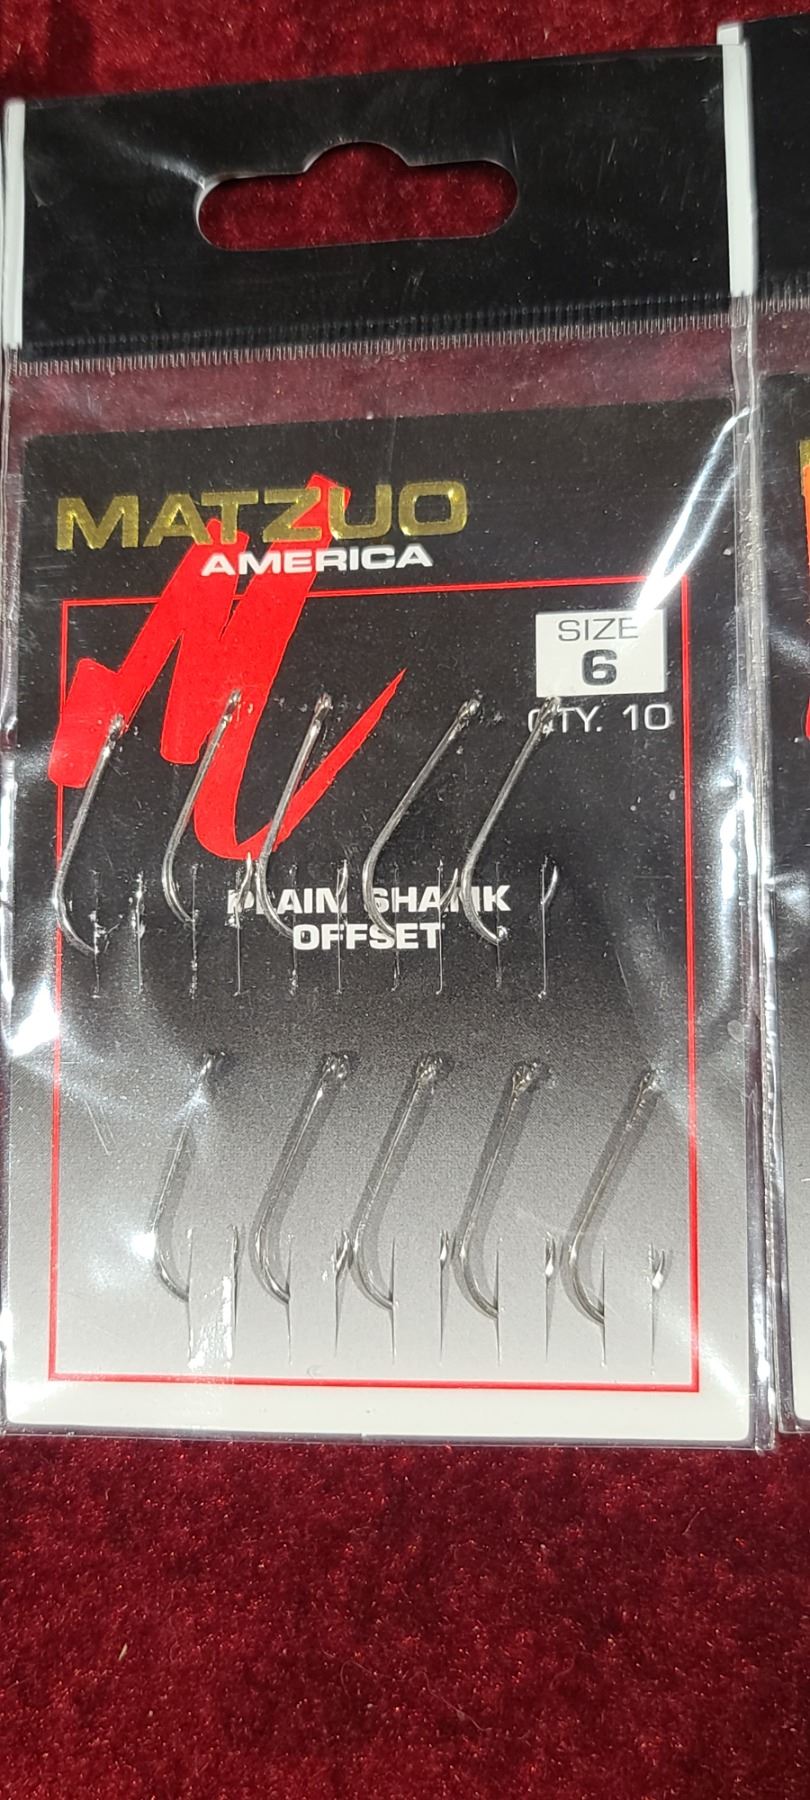 MATZUO
AMERICA
SIZE
6
QTY. 10
PLAIN SHANK
OFFSET